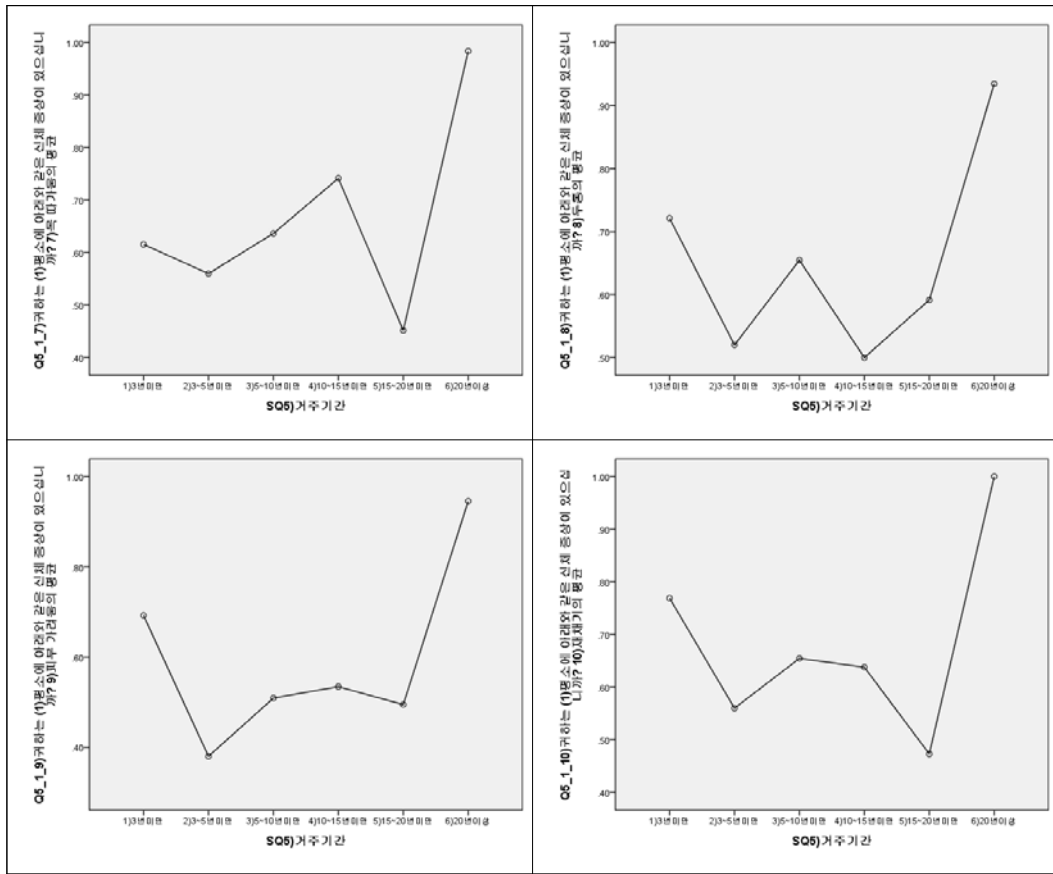 Q5_1_7)귀하는 (1)평소에 아래와 같은 신체 증상이 있으십니
까? 7)목 따가움의 평균
1.00
.90
.80
.70
.60
.50
.40
1)3년미만
2)3~5년미만
3)5~10년미만
4)10~15년미만
5)15~20년미만
6)20년이상
SQ5)거주기간
Q5_1_8)귀하는 (1)평소에 아래와 같은 신체 증상이 있으십니
까? 8)두통의 평균
1.00
.90
.80
.70
.60
.50
1)3년미만
2)3~5년미만
3)5~10년미만
4)10~15년미만
5)15~20년미만
6)20년이상
SQ5)거주기간
Q5_1_9)귀하는 (1)평소에 아래와 같은 신체 증상이 있으십니
까? 9)피부 가려움의 평균
1.00
.80
.60
.40
1)3년미만
2)3~5년미만
3)5~10년미만
4)10~15년미만
5)15~20년미만
6)20년이상
SQ5)거주기간
Q5_1_10)귀하는 (1)평소에 아래와 같은 신체 증상이 있으십
니까? 10)재채기의 평균
1.00
.90
.80
.70
.60
.50
.40
1)3년미만
2)3~5년미만
3)5~10년미만
4)10~15년미만
5)15~20년미만
6)20년이상
SQ5)거주기간